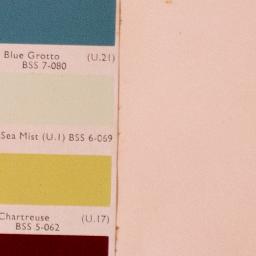 Blue Grotto (U.21)
BSS 7-080
Sea Mist (U.1) BSS 6-069
Chartreuse (U.17)
BSS 5-062